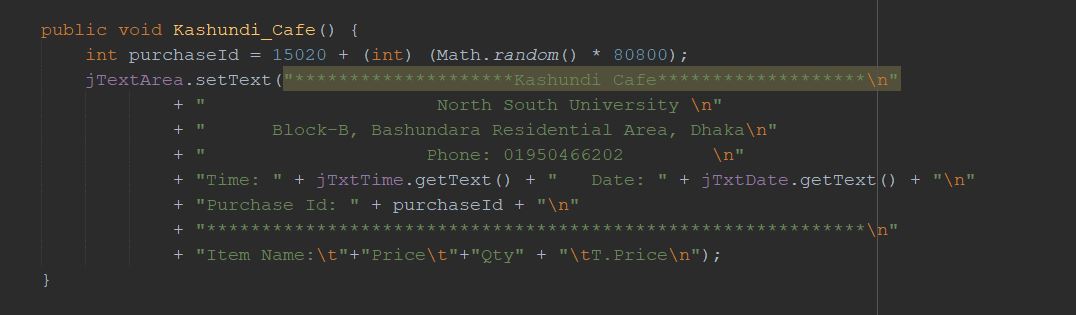 public void Kashundi_Cafe() {
    int purchaseId = 15020 + (int) (Math.random() * 80800);
    jTextArea.setText("********************Kashundi Cafe*******************\n"
            + "                     North South University \n"
            + "      Block-B, Bashundara Residential Area, Dhaka\n"
            + "                    Phone: 01950466202        \n"
            + "Time: " + jTxtTime.getText() + "   Date: " + jTxtDate.getText() + "\n"
            + "Purchase Id: " + purchaseId + "\n"
            + "************************************************************\n"
            + "Item Name:\t"+"Price\t"+"Qty" + "\tT.Price\n");
}